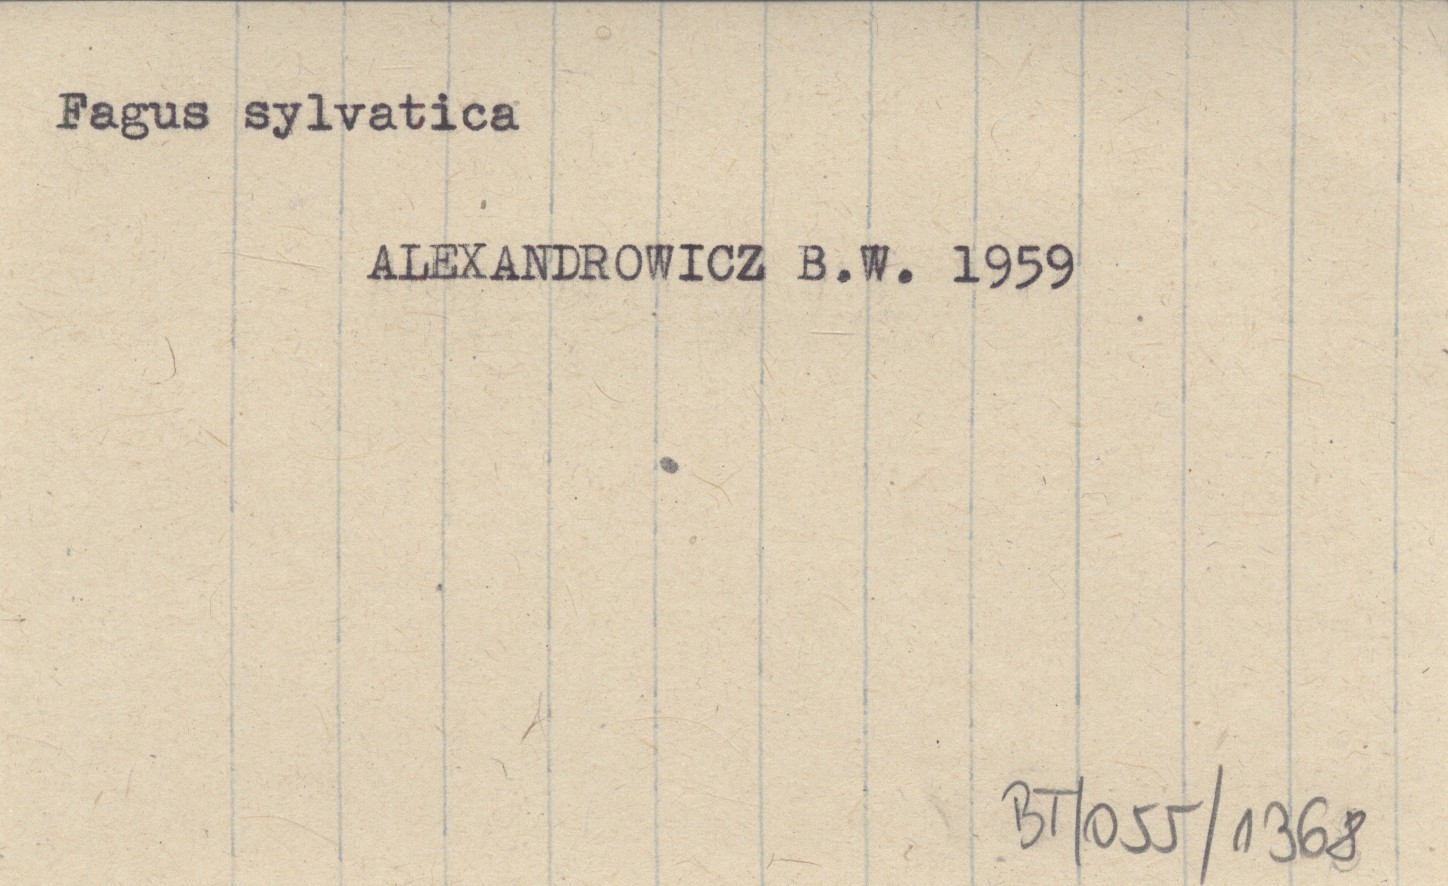 Fagus sylvatica
ALEXANDROWICZ B.W. 1959
BT/055/1368